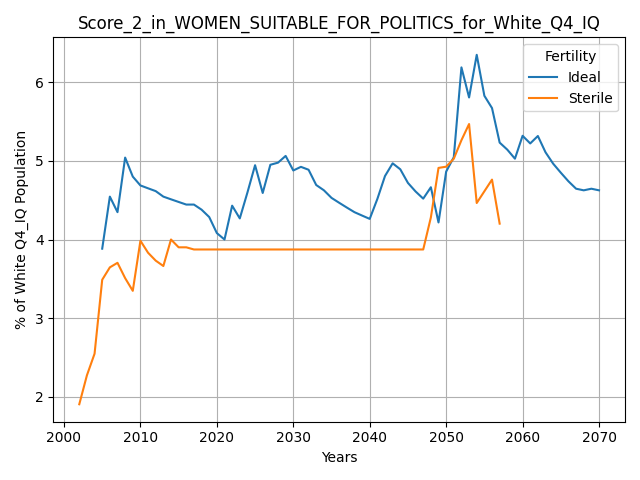 Score_2_in_WOMEN_SUITABLE_FOR_POLITICS_for_White_Q4_IQ
Fertility
Ideal
Sterile
% of White Q4_IQ Population
6
5
4
3
2
2000 2010 2020 2030 2040 2050 2060 2070
Years